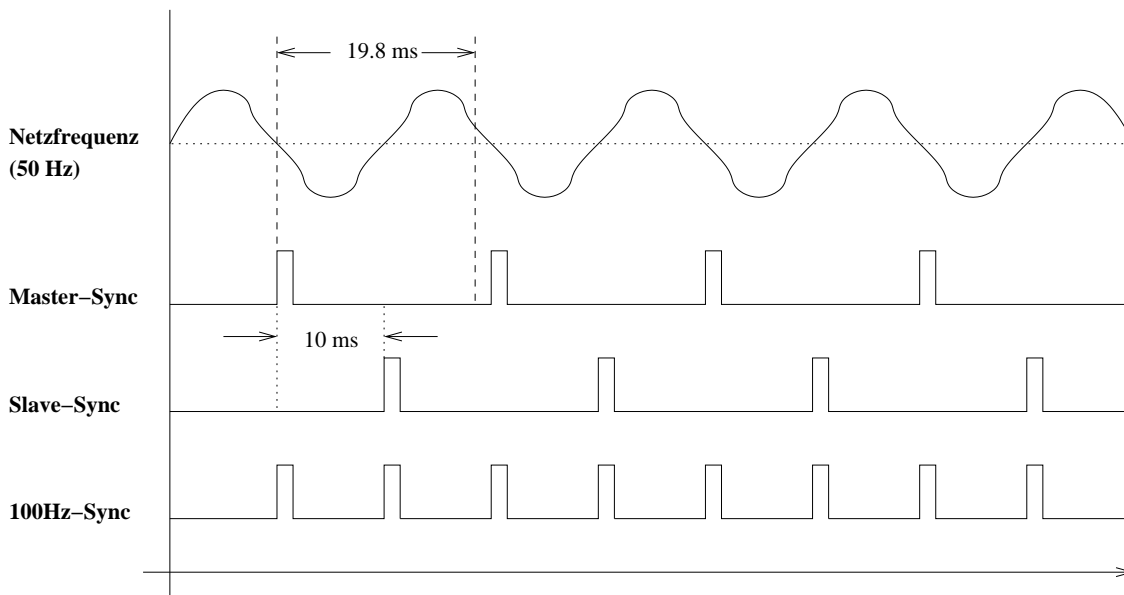 19.8 ms
Netzfrequenz
(50 Hz)
Master−Sync
10 ms
Slave−Sync
100Hz−Sync